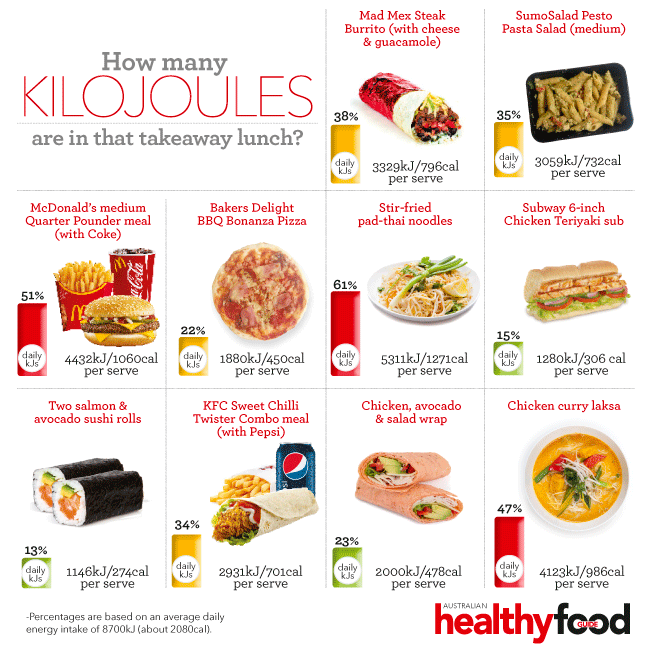 How many
KILOJOULES
are in that takeaway lunch?
Mad Mex Steak
Burrito (with cheese
& guacamole)
38%
daily
kJs
3329kJ/796cal
per serve
SumoSalad Pesto
Pasta Salad (medium)
35%
daily
kJs
3059kJ/732cal
per serve
McDonald's medium
Quarter Pounder meal
(with Coke)
Coca-Cola
51%
daily
kJs
4432kJ/1060cal
per serve
Bakers Delight
BBQ Bonanza Pizza
22%
daily
kJs
1880kJ/450cal
per serve
Stir-fried
pad-thai noodles
61%
daily
kJs
5311kJ/1271cal
per serve
Subway 6-inch
Chicken Teriyaki sub
15%
daily
kJs
1280kJ/306 cal
per serve
Two salmon &
avocado sushi rolls
13%
daily
kJs
1146kJ/274cal
per serve
KFC Sweet Chilli
Twister Combo meal
(with Pepsi)
34%
daily
kJs
2931kJ/701cal
per serve
Chicken, avocado
& salad wrap
23%
daily
kJs
2000kJ/478cal
per serve
Chicken curry laksa
47%
daily
kJs
4123kJ/986cal
per serve
-Percentages are based on an average daily
energy intake of 8700kJ (about 2080cal).
AUSTRALIAN
healthyfood
GUIDE